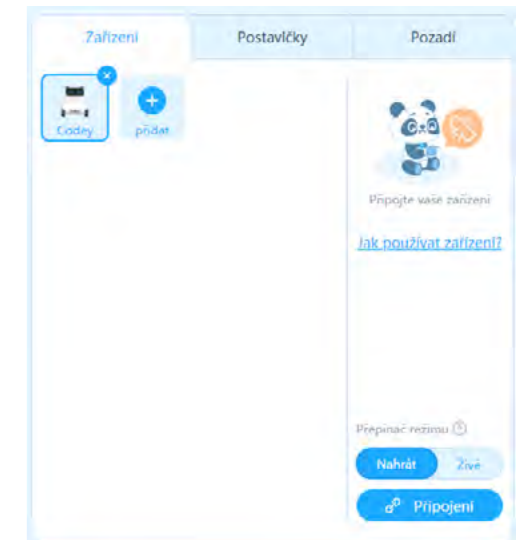 Zařízení
Postavičky
Pozadí
Codey
přidat
Připojte vaše zařízení
Jak používat zařízení?
Přepínač režimu
Nahrát
Živě
Připojení